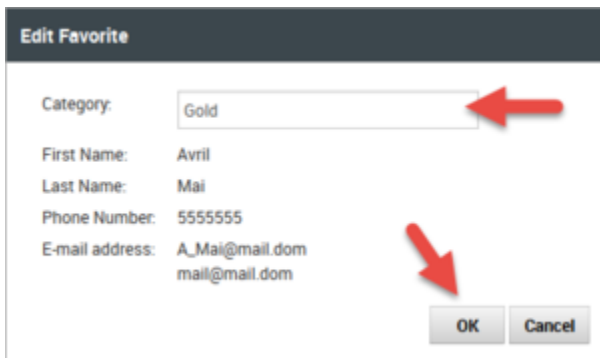 Edit Favorite
Category: Gold
First Name: Avril
Last Name: Mai
Phone Number: 5555555
E-mail address: A_Mai@mail.dom
mail@mail.dom
OK Cancel